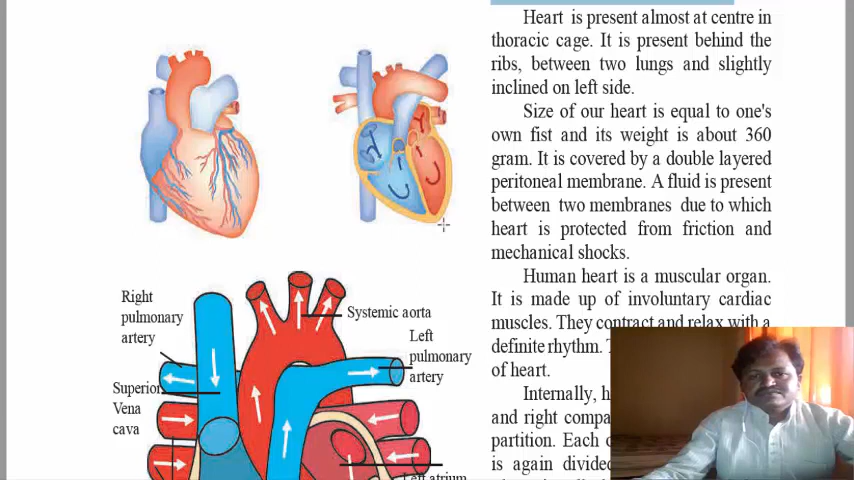 Heart is present almost at centre in
thoracic cage. It is present behind the
ribs, between two lungs and slightly
inclined on left side.
Size of our heart is equal to one's
own fist and its weight is about 360
gram. It is covered by a double layered
peritoneal membrane. A fluid is present
between two membranes due to which
heart is protected from friction and
mechanical shocks.
Human heart is a muscular organ.
It is made up of involuntary cardiac
muscles. They contract and relax with a
definite rhythm.
of heart.
Internally,
and right
partition. Each
is again divided
Right
pulmonary
artery
Systemic aorta
Left
pulmonary
artery
Superior
Vena
cava
Left atrium